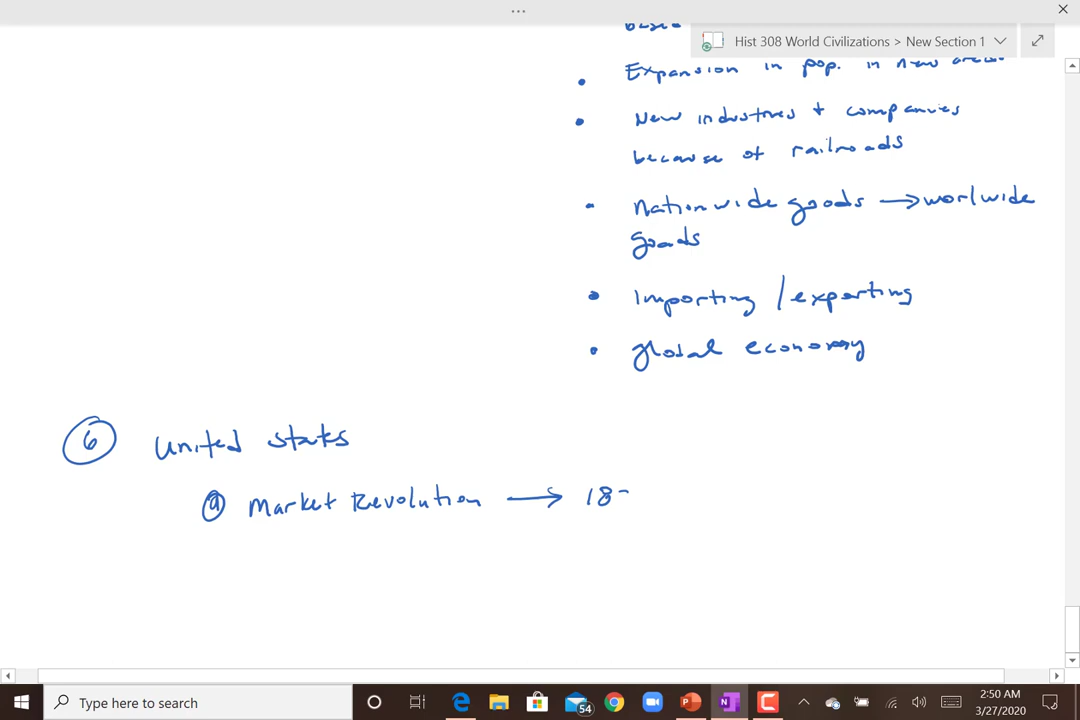 Hist 308 World Civilizations > New Section 1
Expansion in pop. in new areas
New industries + companies
because of railroads
Nationwide goods → worlwide
goods
Importing / exporting
global economy
6 United States
a Market Revolution → 18
Type here to search
54
2:50 AM
3/27/2020